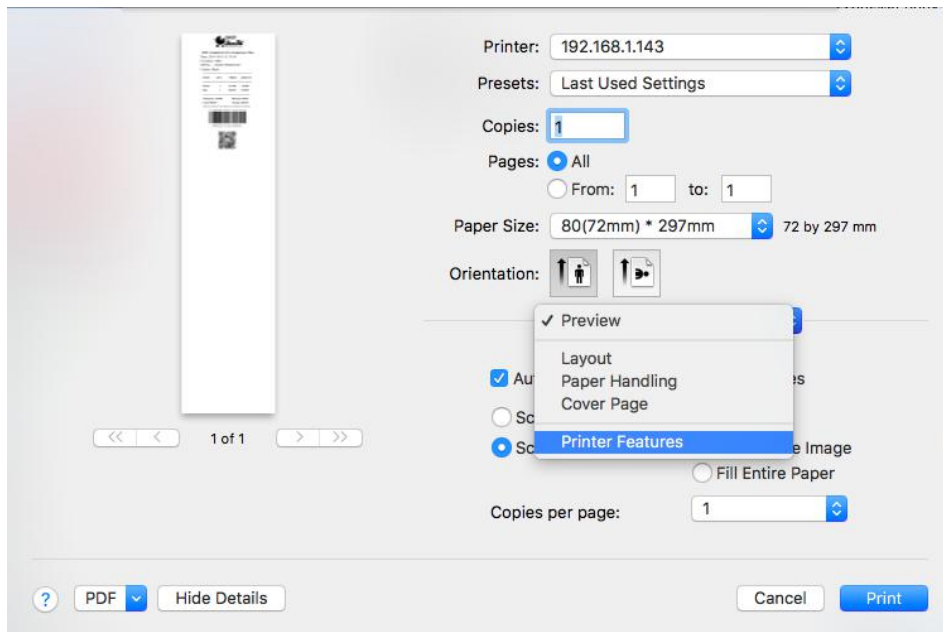 Printer: 192.168.1.143
Presets: Last Used Settings
Copies: 1
Pages: All
From: 1 to: 1
Paper Size: 80(72mm) * 297mm 72 by 297 mm
Orientation:
✓ Preview
Layout
Paper Handling
Cover Page
Printer Features
Au
es
Sc
Sc
e Image
Fill Entire Paper
Copies per page: 1
<< < 1 of 1 > >>
? PDF Hide Details Cancel Print